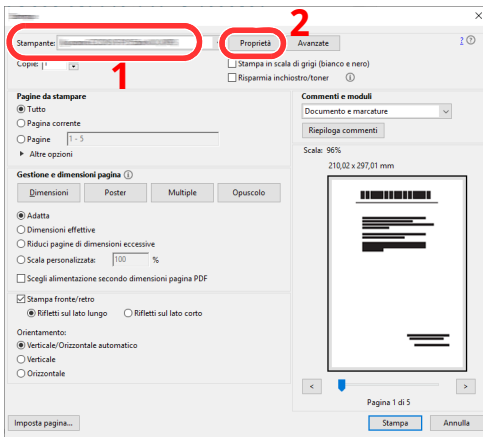 2
Stampante:
Proprietà
Avanzate
?
Copie: 1
1
Stampa in scala di grigi (bianco e nero)
Risparmia inchiostro/toner
Pagine da stampare
Tutto
Pagina corrente
Pagine 1 - 5
Altre opzioni
Gestione e dimensioni pagina
Dimensioni Poster Multiple Opuscolo
Adatta
Dimensioni effettive
Riduci pagine di dimensioni eccessive
Scala personalizzata: 100 %
Scegli alimentazione secondo dimensioni pagina PDF
Stampa fronte/retro
Rifletti sul lato lungo Rifletti sul lato corto
Orientamento:
Verticale/Orizzontale automatico
Verticale
Orizzontale
Commenti e moduli
Documento e marcature
Riepiloga commenti
Scala: 96%
210,02 x 297,01 mm
< >
Pagina 1 di 5
Imposta pagina... Stampa Annulla